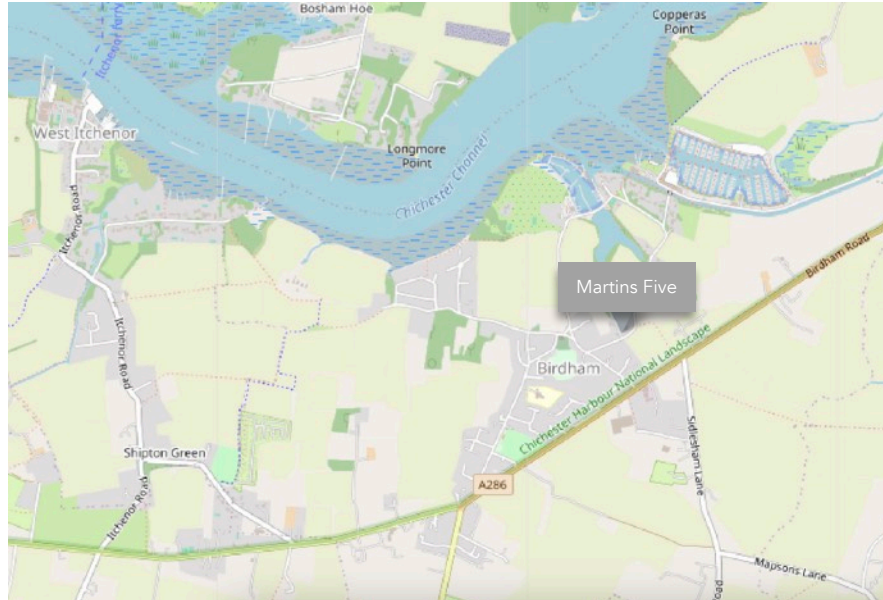 Bosham Hoe
Copperas
Point
Itchenor Ferry
West Itchenor
Longmore
Point
Chichester Channel
Itchenor Road
Birdham Road
Martins Five
Itchenor Road
Chichester Harbour National Landscape
Birdham
Sidlesham Lane
Shipton Green
A286
Itchenor Road
Mapsons Lane
oad